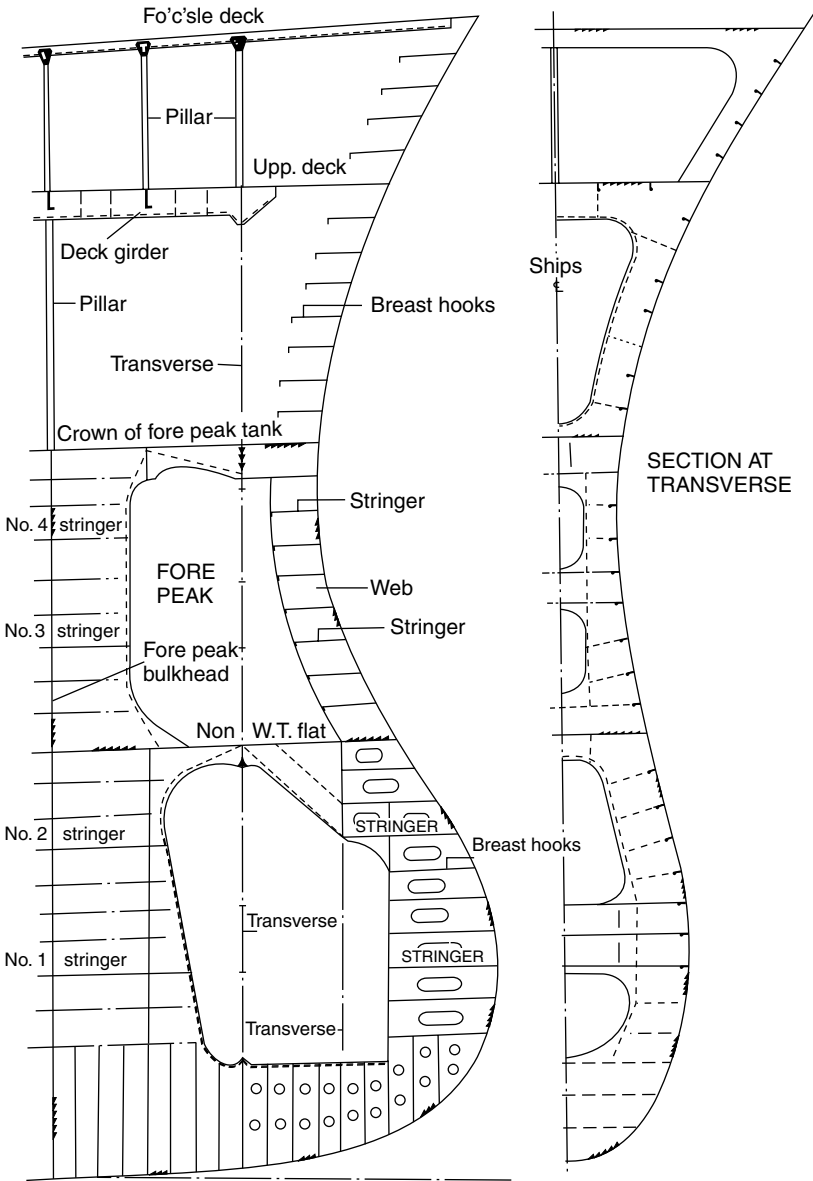 Fo'c'sle deck
Pillar
Upp. deck
Deck girder
Ships
℄
Pillar
Breast hooks
Transverse
Crown of fore peak tank
SECTION AT
TRANSVERSE
Stringer
No. 4 stringer
FORE
PEAK
Web
No.3 stringer
Stringer
Fore peak
bulkhead
Non W.T. flat
No. 2 stringer
STRINGER
Breast hooks
Transverse
No. 1 stringer
STRINGER
Transverse